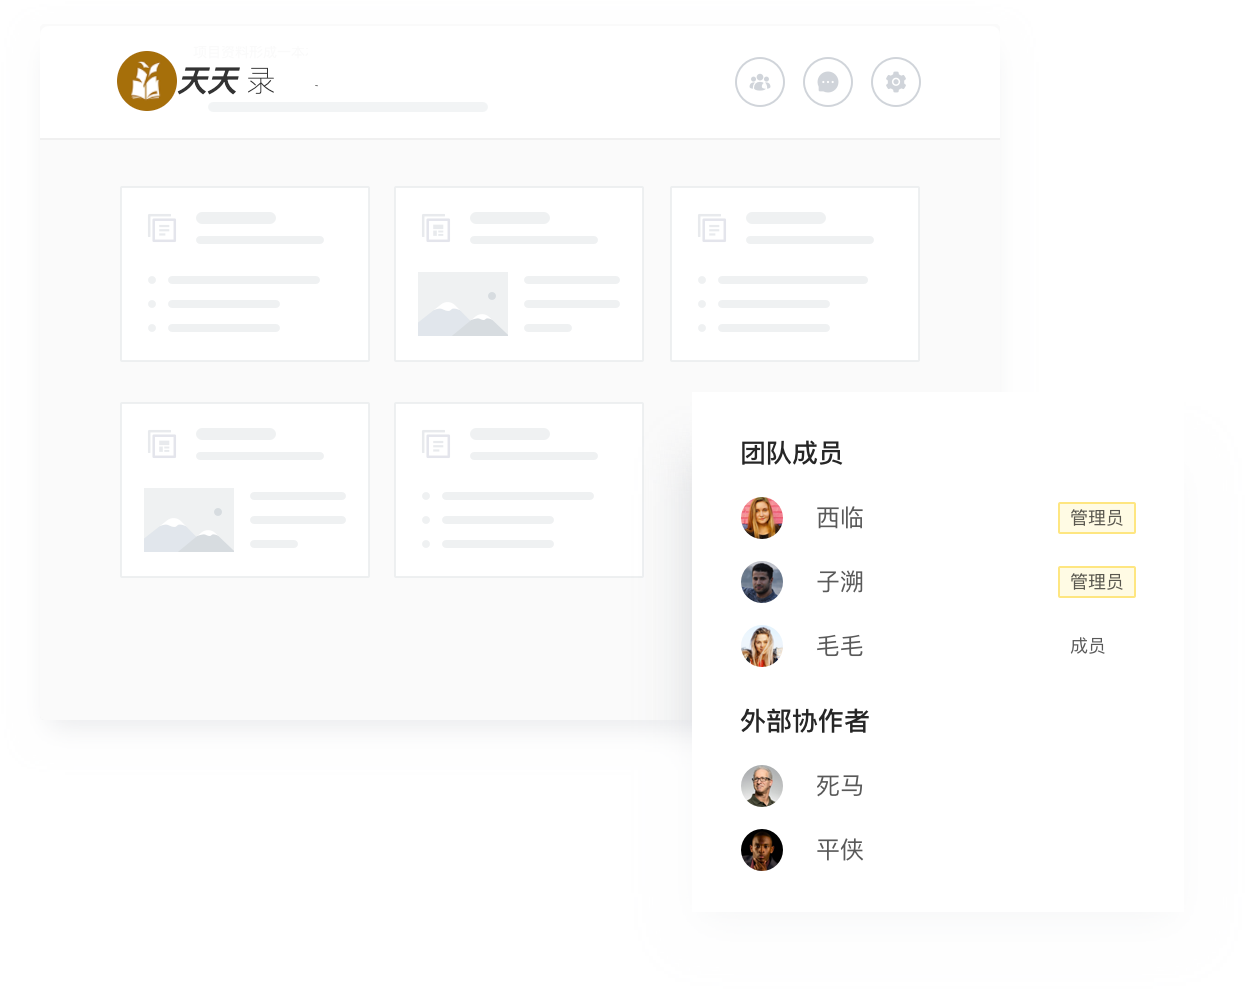 天天 录
团队成员
西临 管理员
子溯 管理员
毛毛 成员
外部协作者
死马
平侠